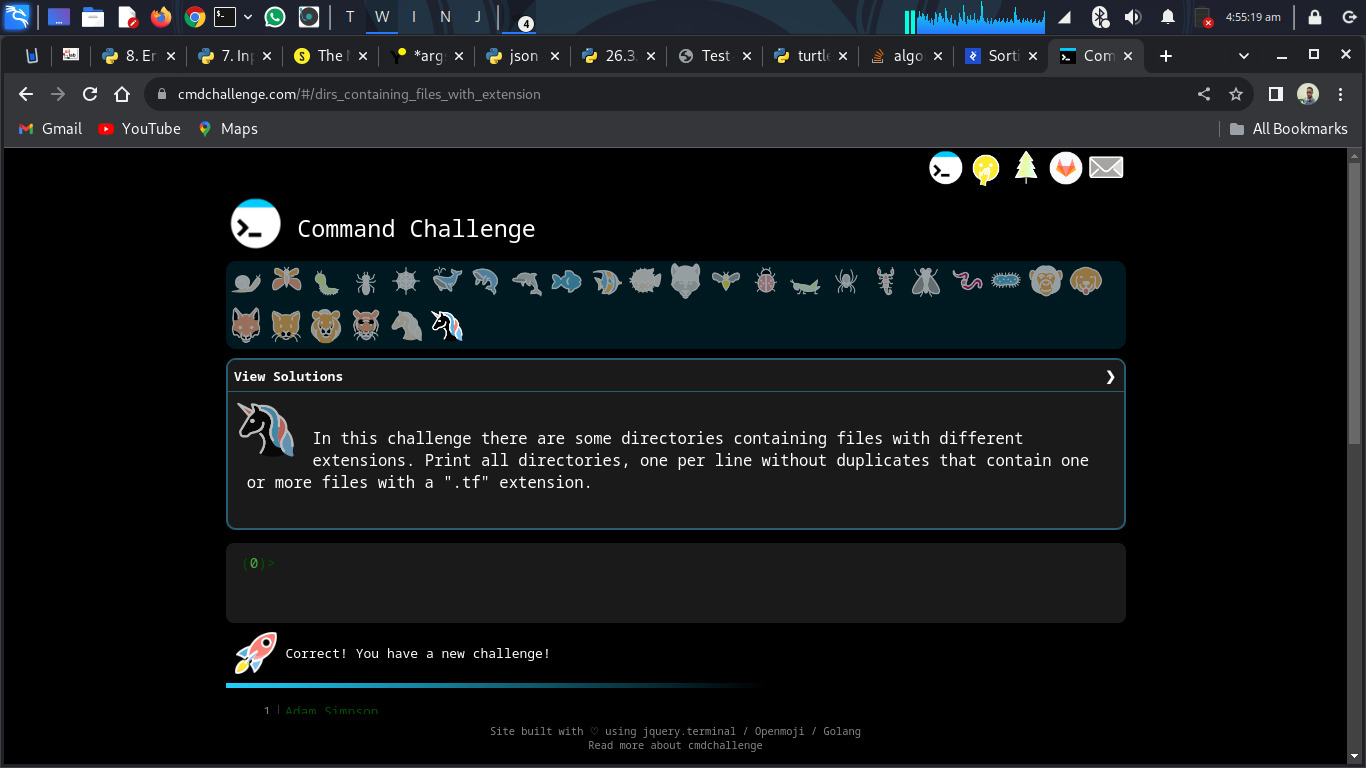 T W I N J 4 4:55:19 am
8. Er 7. Inp The M *args json 26.3. Test- turtle algo Sorti Com
cmdchallenge.com/#/dirs_containing_files_with_extension
Gmail YouTube Maps All Bookmarks
Command Challenge
View Solutions
In this challenge there are some directories containing files with different
extensions. Print all directories, one per line without duplicates that contain one
or more files with a ".tf" extension.
(0)>
Correct! You have a new challenge!
1 Adam Simpson
Site built with ♡ using jquery.terminal / Openmoji / Golang
Read more about cmdchallenge